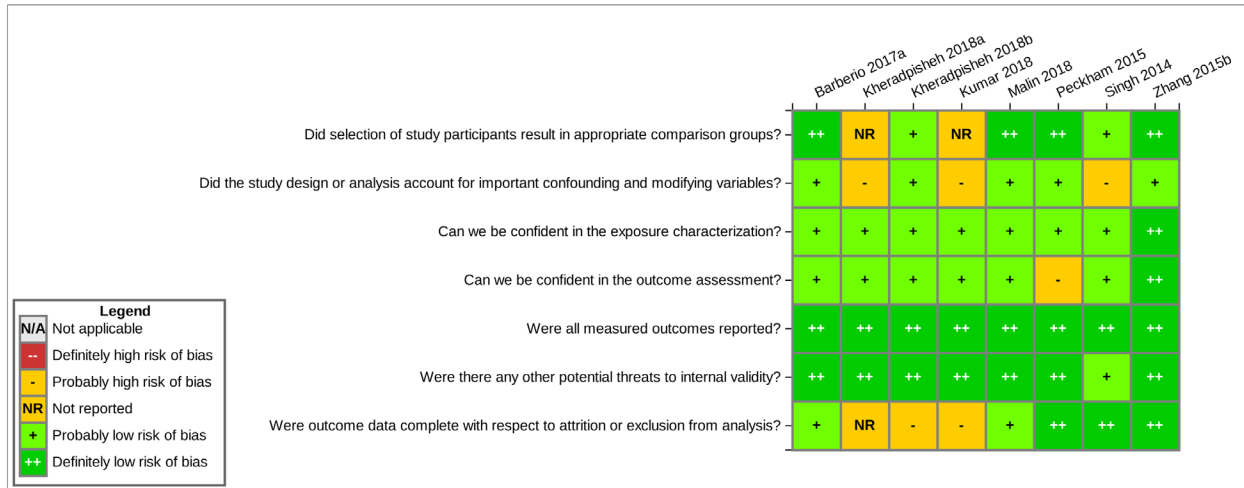 Barberio 2017a
Kheradpisheh 2018a
Kheradpisheh 2018b
Kumar 2018
Malin 2018
Peckham 2015
Singh 2014
Zhang 2015b
Did selection of study participants result in appropriate comparison groups? ++ NR + NR ++ ++ + ++
Did the study design or analysis account for important confounding and modifying variables? + - + - + + - +
Can we be confident in the exposure characterization? + + + + + + + ++
Can we be confident in the outcome assessment? + + + + + - + ++
Were all measured outcomes reported? ++ ++ ++ ++ ++ ++ ++ ++
Were there any other potential threats to internal validity? ++ ++ ++ ++ ++ ++ + ++
Were outcome data complete with respect to attrition or exclusion from analysis? + NR - - + ++ ++ ++
Legend
N/A Not applicable
-- Definitely high risk of bias
- Probably high risk of bias
NR Not reported
+ Probably low risk of bias
++ Definitely low risk of bias